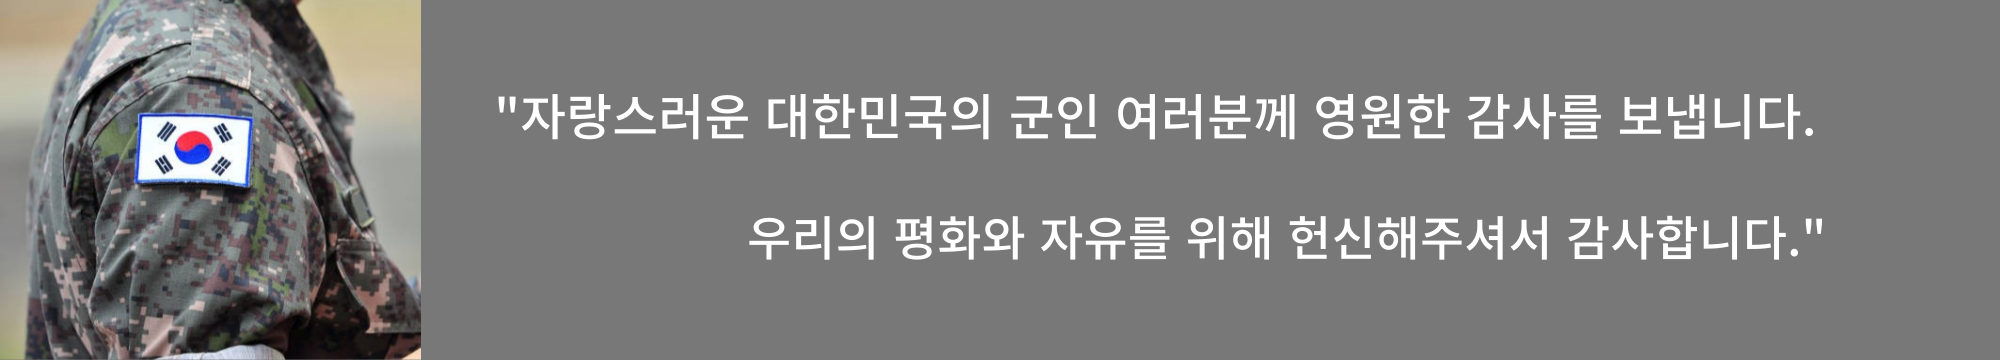 "자랑스러운 대한민국의 군인 여러분께 영원한 감사를 보냅니다.
우리의 평화와 자유를 위해 헌신해주셔서 감사합니다."